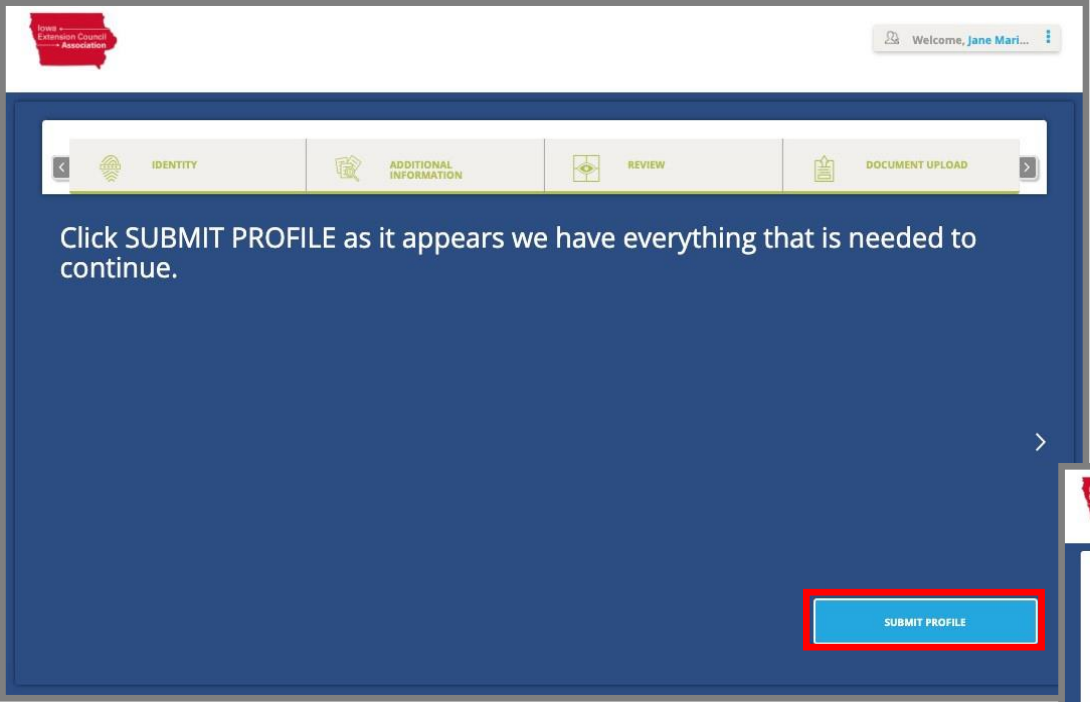 Iowa
Extension Council
Association
Welcome, Jane Mari...
IDENTITY
ADDITIONAL
INFORMATION
REVIEW
DOCUMENT UPLOAD
Click SUBMIT PROFILE as it appears we have everything that is needed to
continue.
SUBMIT PROFILE